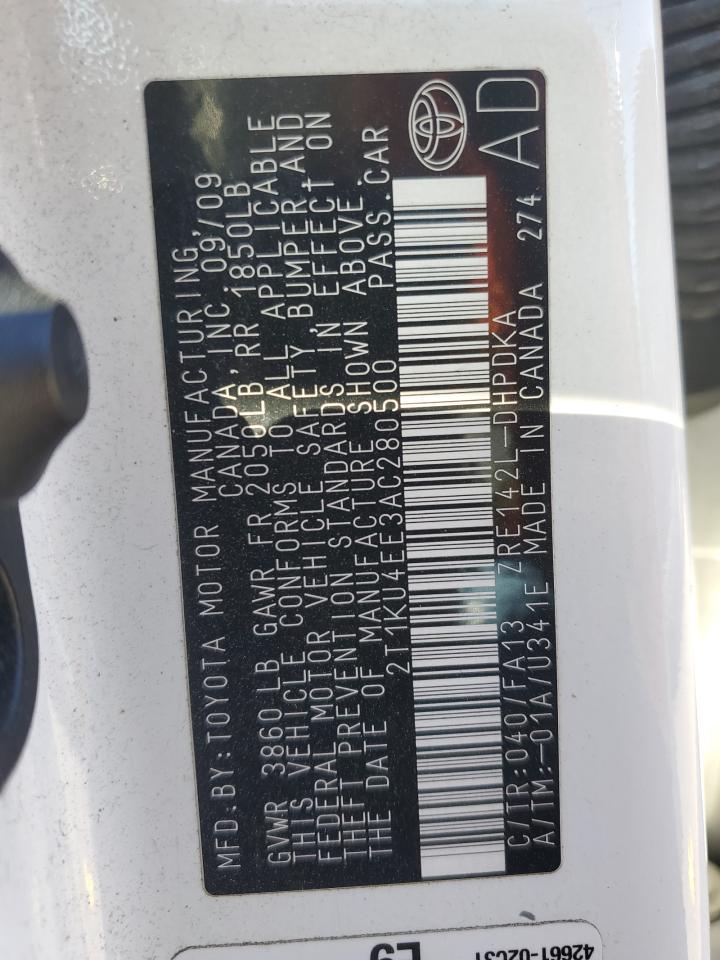 MFD.BY:TOYOTA MOTOR MANUFACTURING,
CANADA, INC. 09/09
GVWR 3860 LB GAWR FR 2050LB RR 1850LB
THIS VEHICLE CONFORMS TO ALL APPLICABLE
FEDERAL MOTOR VEHICLE SAFETY, BUMPER,AND
THEFT PREVENTION STANDARDS IN EFFECT ON
THE DATE OF MANUFACTURE SHOWN ABOVE.
2T1KU4EE3AC280500 PASS.CAR
C/TR:040/FA13 ZRE142L-DHPDKA
A/TM:-01A/U341E MADE IN CANADA 274
AD
42661-02C31